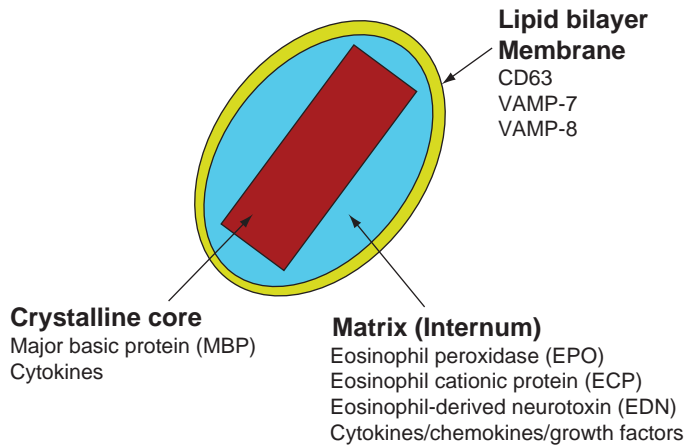 Lipid bilayer
Membrane
CD63
VAMP-7
VAMP-8
Crystalline core
Major basic protein (MBP)
Cytokines
Matrix (Internum)
Eosinophil peroxidase (EPO)
Eosinophil cationic protein (ECP)
Eosinophil-derived neurotoxin (EDN)
Cytokines/chemokines/growth factors